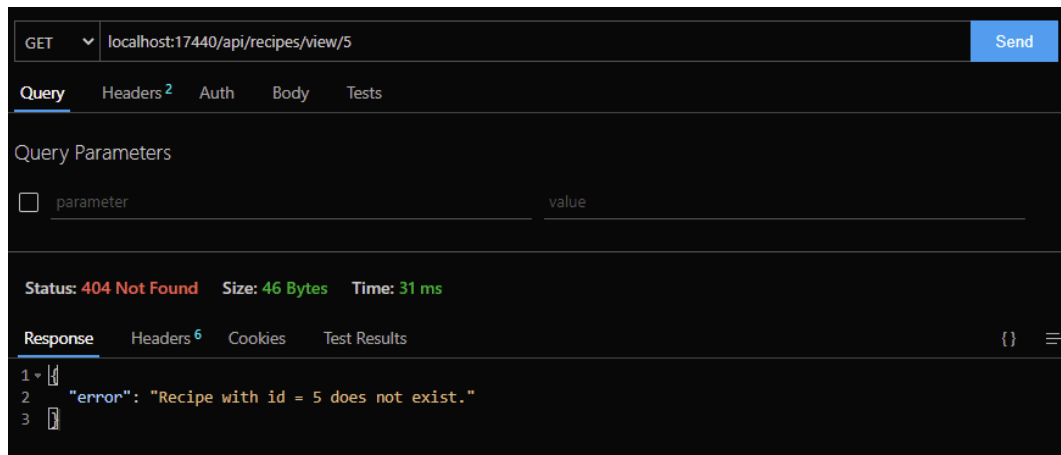 GET localhost:17440/api/recipes/view/5 Send
Query Headers 2 Auth Body Tests
Query Parameters
parameter value
Status: 404 Not Found Size: 46 Bytes Time: 31 ms
Response Headers 6 Cookies Test Results {}
1 {
2 "error": "Recipe with id = 5 does not exist."
3 }